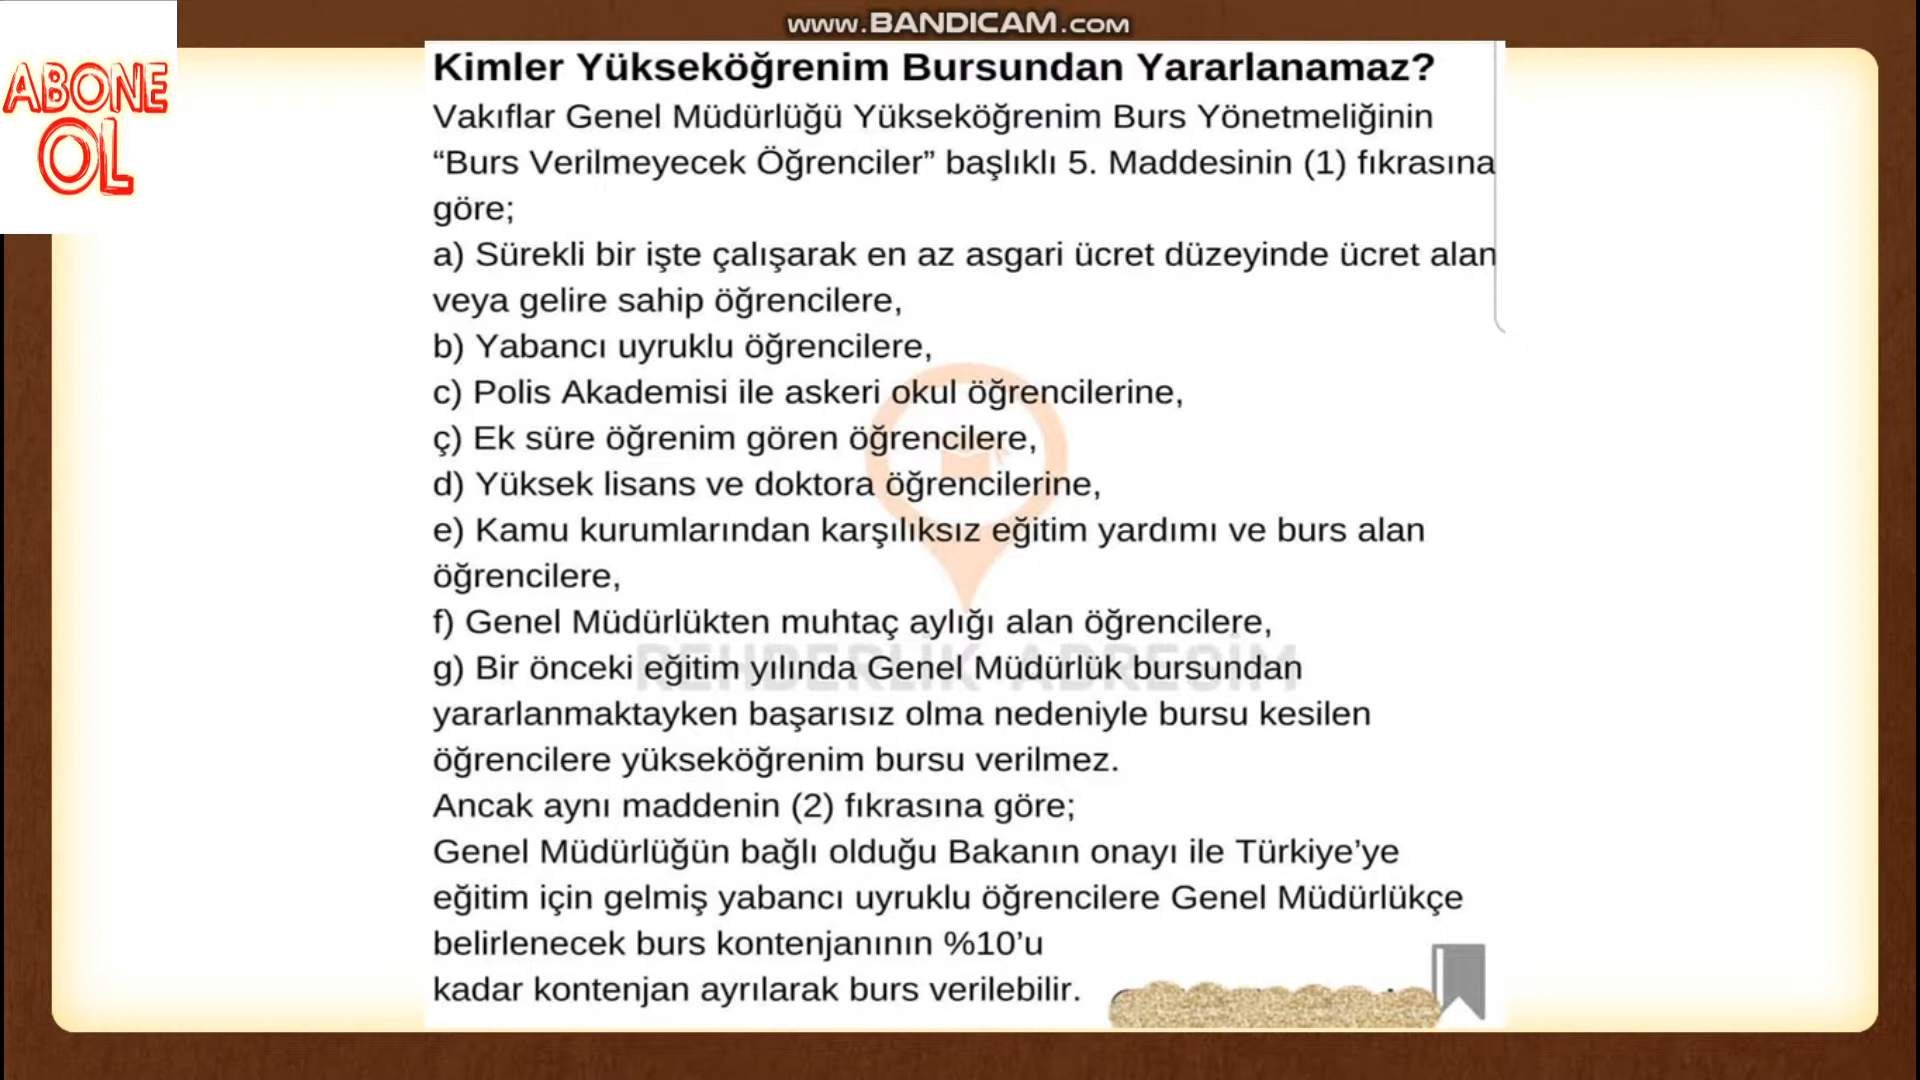 www.BANDICAM.com
ABONE
OL
Kimler Yükseköğrenim Bursundan Yararlanamaz?
Vakıflar Genel Müdürlüğü Yükseköğrenim Burs Yönetmeliğinin
“Burs Verilmeyecek Öğrenciler” başlıklı 5. Maddesinin (1) fıkrasına
göre;
a) Sürekli bir işte çalışarak en az asgari ücret düzeyinde ücret alan
veya gelire sahip öğrencilere,
b) Yabancı uyruklu öğrencilere,
c) Polis Akademisi ile askeri okul öğrencilerine,
ç) Ek süre öğrenim gören öğrencilere,
d) Yüksek lisans ve doktora öğrencilerine,
e) Kamu kurumlarından karşılıksız eğitim yardımı ve burs alan
öğrencilere,
f) Genel Müdürlükten muhtaç aylığı alan öğrencilere,
REHBERLİK ADRESİM
g) Bir önceki eğitim yılında Genel Müdürlük bursundan
yararlanmaktayken başarısız olma nedeniyle bursu kesilen
öğrencilere yükseköğrenim bursu verilmez.
Ancak aynı maddenin (2) fıkrasına göre;
Genel Müdürlüğün bağlı olduğu Bakanın onayı ile Türkiye’ye
eğitim için gelmiş yabancı uyruklu öğrencilere Genel Müdürlükçe
belirlenecek burs kontenjanının %10’u
kadar kontenjan ayrılarak burs verilebilir.